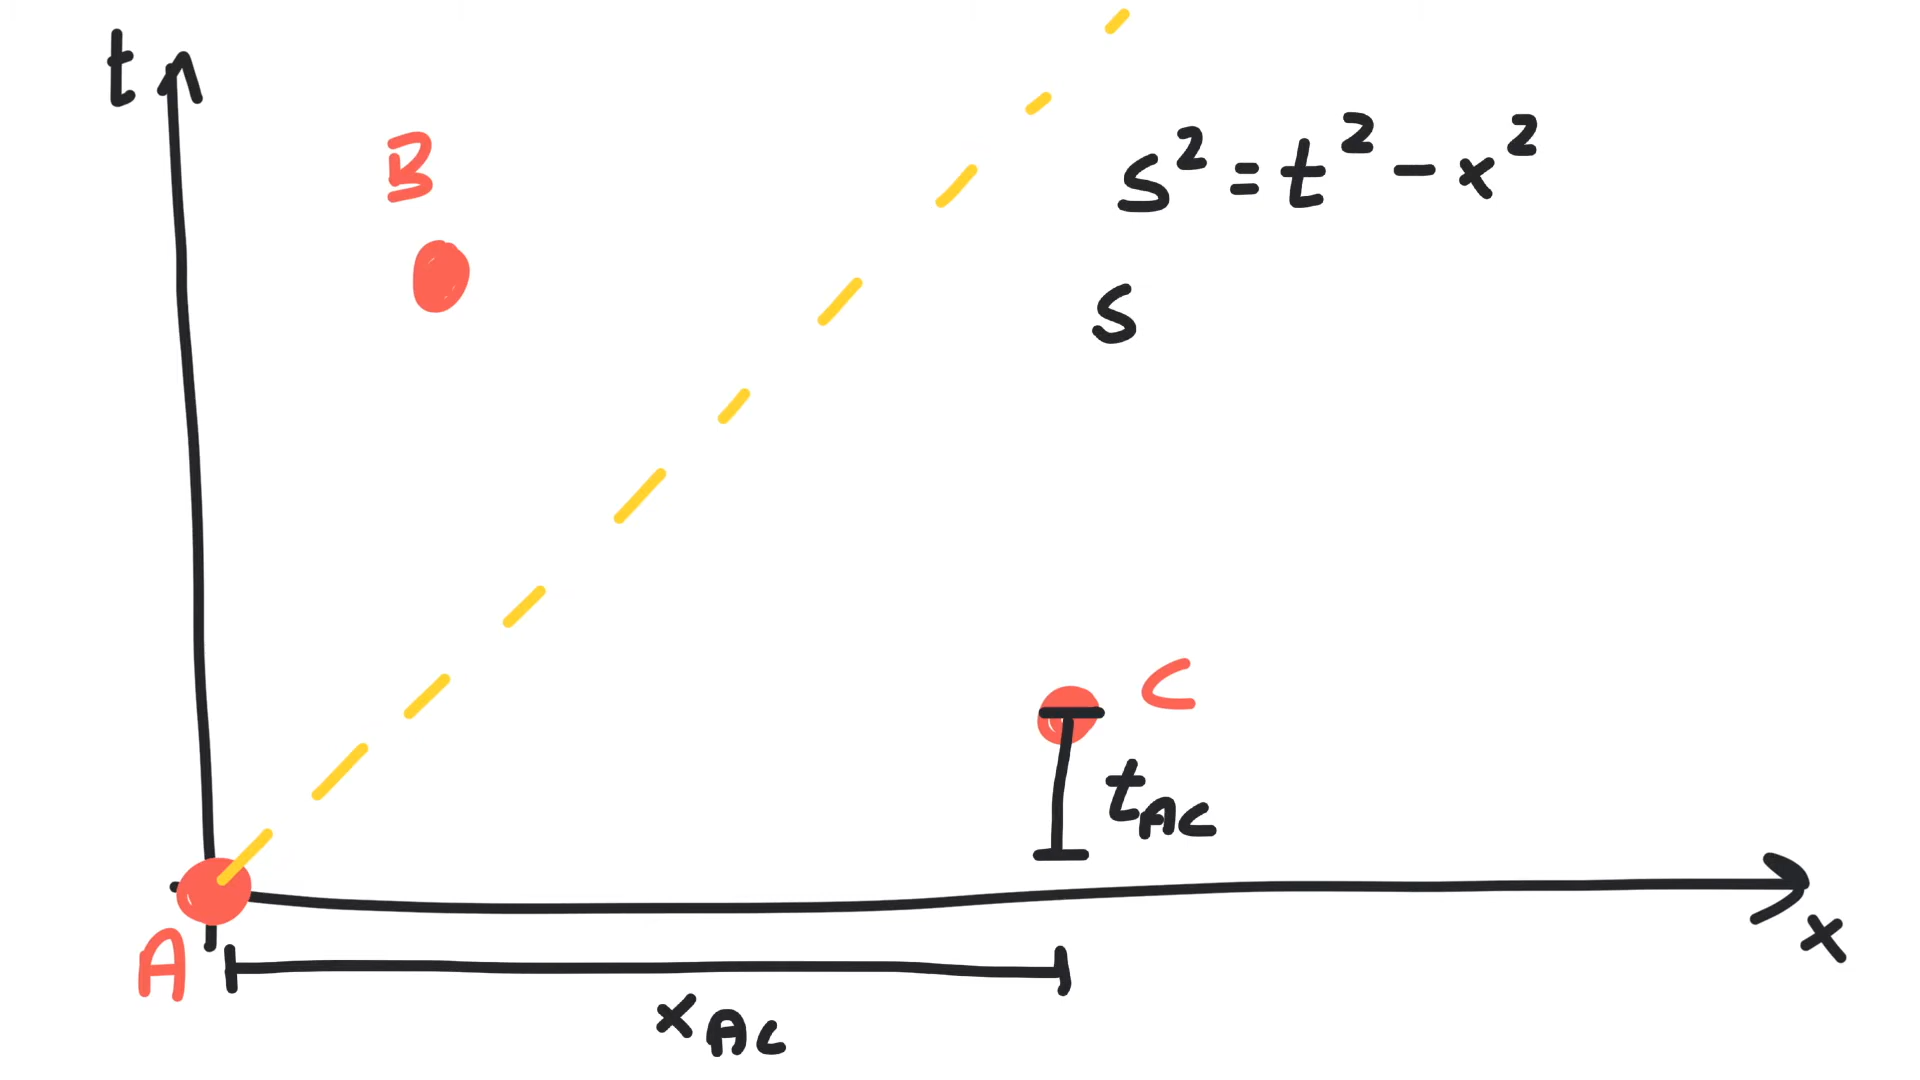 t
B
s² = t² - x²
s
C
t_AC
x
A
x_AC